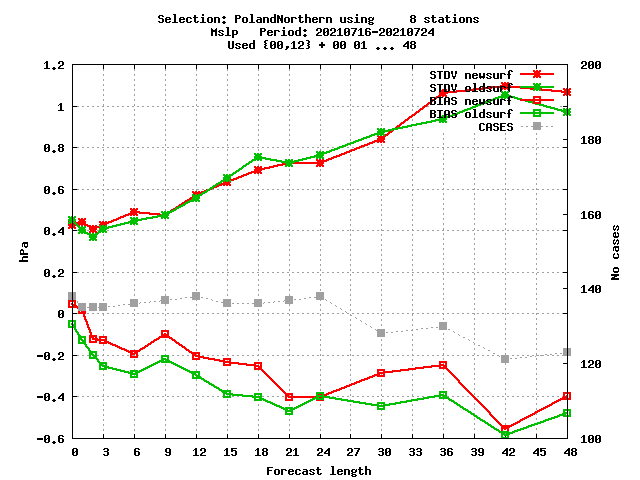 Selection: PolandNorthern using     8 stations
Mslp   Period: 20210716-20210724
Used {00,12} + 00 01 ... 48
STDV newsurf
STDV oldsurf
BIAS newsurf
BIAS oldsurf
CASES
1.2
1
0.8
0.6
0.4
0.2
0
-0.2
-0.4
-0.6
hPa
200
180
160
140
120
100
No cases
0 3 6 9 12 15 18 21 24 27 30 33 36 39 42 45 48
Forecast length